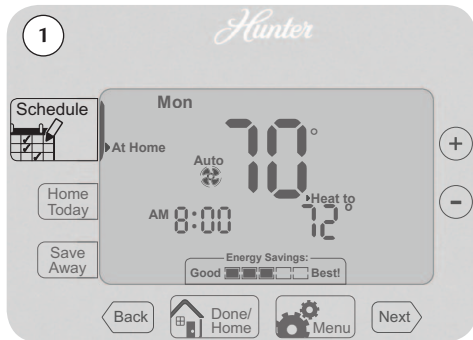 1
Hunter
Schedule
Mon
At Home
Auto
70°
Home
Today
AM 8:00
Heat to
72°
Save
Away
Energy Savings:
Good Best!
+
-
Back
Done/
Home
Menu
Next